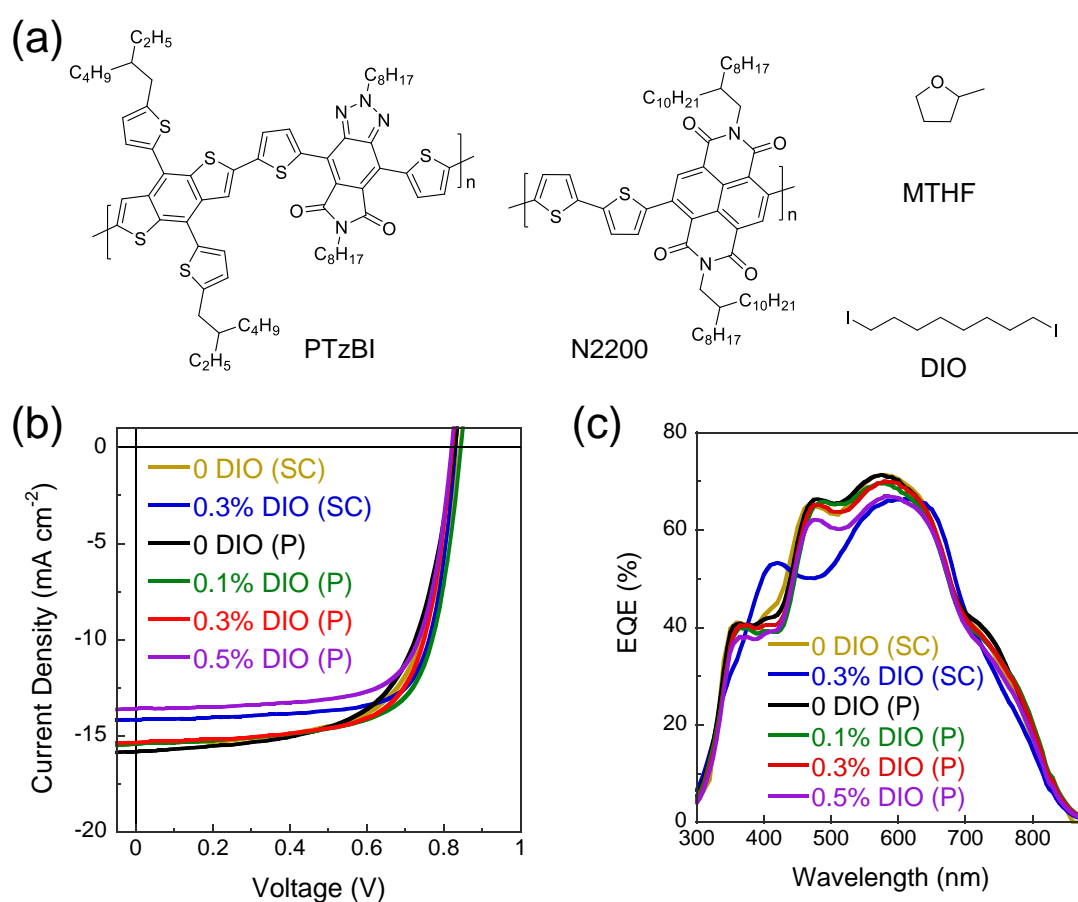 (a)
C2H5
C4H9
S
C8H17
N
N
N
S
S
S
n
O
N
O
C8H17
S
S
C4H9
C2H5
PTzBI
C8H17
C10H21
O
N
O
S
S
n
O
N
O
C10H21
C8H17
N2200
O
MTHF
I
I
DIO
(b)
0
-5
-10
-15
-20
0
0.2
0.4
0.6
0.8
1
Current Density (mA cm-2)
Voltage (V)
0 DIO (SC)
0.3% DIO (SC)
0 DIO (P)
0.1% DIO (P)
0.3% DIO (P)
0.5% DIO (P)
(c)
80
60
40
20
0
300
400
500
600
700
800
EQE (%)
Wavelength (nm)
0 DIO (SC)
0.3% DIO (SC)
0 DIO (P)
0.1% DIO (P)
0.3% DIO (P)
0.5% DIO (P)